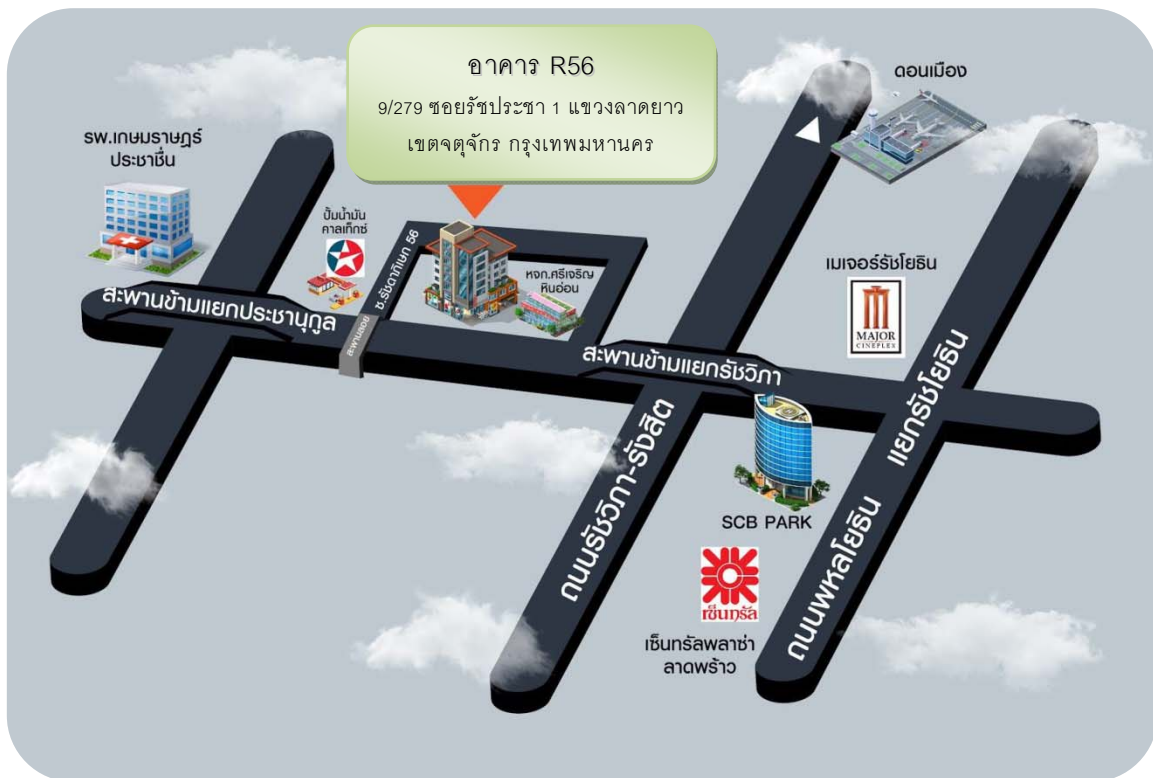 อาคาร R56
9/279 ซอยรัชประชา 1 แขวงลาดยาว
เขตจตุจักร กรุงเทพมหานคร
ดอนเมือง
รพ.เกษมราษฎร์
ประชาชื่น
ปั้มน้ำมัน
คาลเท็กซ์
ซ.รัชดาภิเษก 56
หจก.ศรีเจริญ
หินอ่อน
เมเจอร์รัชโยธิน
MAJOR
CINEPLEX
สะพานข้ามแยกประชานุกูล
สะพานลอย
สะพานข้ามแยกรัชวิภา
แยกรัชโยธิน
ถนนรัชวิภา-รังสิต
SCB PARK
ถนนพหลโยธิน
เซ็นทรัล
เซ็นทรัลพลาซ่า
ลาดพร้าว